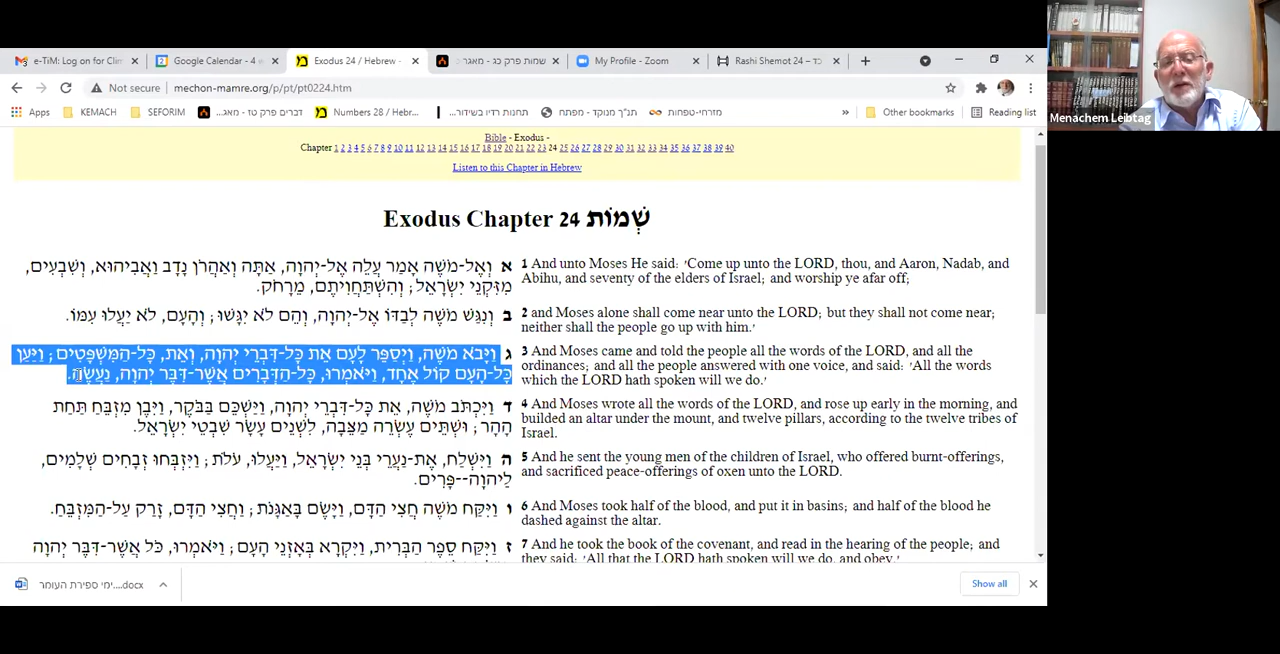 e-TiM: Log on for Clim
Google Calendar - 4
Exodus 24 / Hebrew -
שמות פרק כג - מאגר
My Profile - Zoom
Rashi Shemot 24 – כד
Not secure | mechon-mamre.org/p/pt/pt0224.htm
Apps KEMACH SEFORIM דברים פרק טז - מאג... Numbers 28 / Hebr... תחנות רדיו בשידור... תנ"ך מנוקד - מפתח מזרחי-טפחות » Other bookmarks Reading list
Bible - Exodus -
Chapter 1 2 3 4 5 6 7 8 9 10 11 12 13 14 15 16 17 18 19 20 21 22 23 24 25 26 27 28 29 30 31 32 33 34 35 36 37 38 39 40
Listen to this Chapter in Hebrew
Exodus Chapter 24 שְׁמוֹת
א וְאֶל-מֹשֶׁה אָמַר עֲלֵה אֶל-יְהוָה, אַתָּה וְאַהֲרֹן נָדָב וַאֲבִיהוּא, וְשִׁבְעִים,
מִזִּקְנֵי יִשְׂרָאֵל; וְהִשְׁתַּחֲוִיתֶם, מֵרָחֹק.
1 And unto Moses He said: 'Come up unto the LORD, thou, and Aaron, Nadab, and
Abihu, and seventy of the elders of Israel; and worship ye afar off;
ב וְנִגַּשׁ מֹשֶׁה לְבַדּוֹ אֶל-יְהוָה, וְהֵם לֹא יִגָּשׁוּ; וְהָעָם, לֹא יַעֲלוּ עִמּוֹ.
2 and Moses alone shall come near unto the LORD; but they shall not come near;
neither shall the people go up with him.'
ג וַיָּבֹא מֹשֶׁה, וַיְסַפֵּר לָעָם אֵת כָּל-דִּבְרֵי יְהוָה, וְאֵת, כָּל-הַמִּשְׁפָּטִים; וַיַּעַן
כָּל-הָעָם קוֹל אֶחָד, וַיֹּאמְרוּ, כָּל-הַדְּבָרִים אֲשֶׁר-דִּבֶּר יְהוָה, נַעֲשֶׂה.
3 And Moses came and told the people all the words of the LORD, and all the
ordinances; and all the people answered with one voice, and said: 'All the words
which the LORD hath spoken will we do.'
ד וַיִּכְתֹּב מֹשֶׁה, אֵת כָּל-דִּבְרֵי יְהוָה, וַיַּשְׁכֵּם בַּבֹּקֶר, וַיִּבֶן מִזְבֵּחַ תַּחַת
הָהָר; וּשְׁתֵּים עֶשְׂרֵה מַצֵּבָה, לִשְׁנֵים עָשָׂר שִׁבְטֵי יִשְׂרָאֵל.
4 And Moses wrote all the words of the LORD, and rose up early in the morning, and
builded an altar under the mount, and twelve pillars, according to the twelve tribes of
Israel.
ה וַיִּשְׁלַח, אֶת-נַעֲרֵי בְּנֵי יִשְׂרָאֵל, וַיַּעֲלוּ, עֹלֹת; וַיִּזְבְּחוּ זְבָחִים שְׁלָמִים,
לַיהוָה--פָּרִים.
5 And he sent the young men of the children of Israel, who offered burnt-offerings,
and sacrificed peace-offerings of oxen unto the LORD.
ו וַיִּקַּח מֹשֶׁה חֲצִי הַדָּם, וַיָּשֶׂם בָּאַגָּנֹת; וַחֲצִי הַדָּם, זָרַק עַל-הַמִּזְבֵּחַ.
6 And Moses took half of the blood, and put it in basins; and half of the blood he
dashed against the altar.
ז וַיִּקַּח סֵפֶר הַבְּרִית, וַיִּקְרָא בְּאָזְנֵי הָעָם; וַיֹּאמְרוּ, כֹּל אֲשֶׁר-דִּבֶּר יְהוָה
7 And he took the book of the covenant, and read in the hearing of the people; and
they said: 'All that the LORD hath spoken will we do, and obey.'
ימי ספירת העומר....docx
Show all
Menachem Leibtag